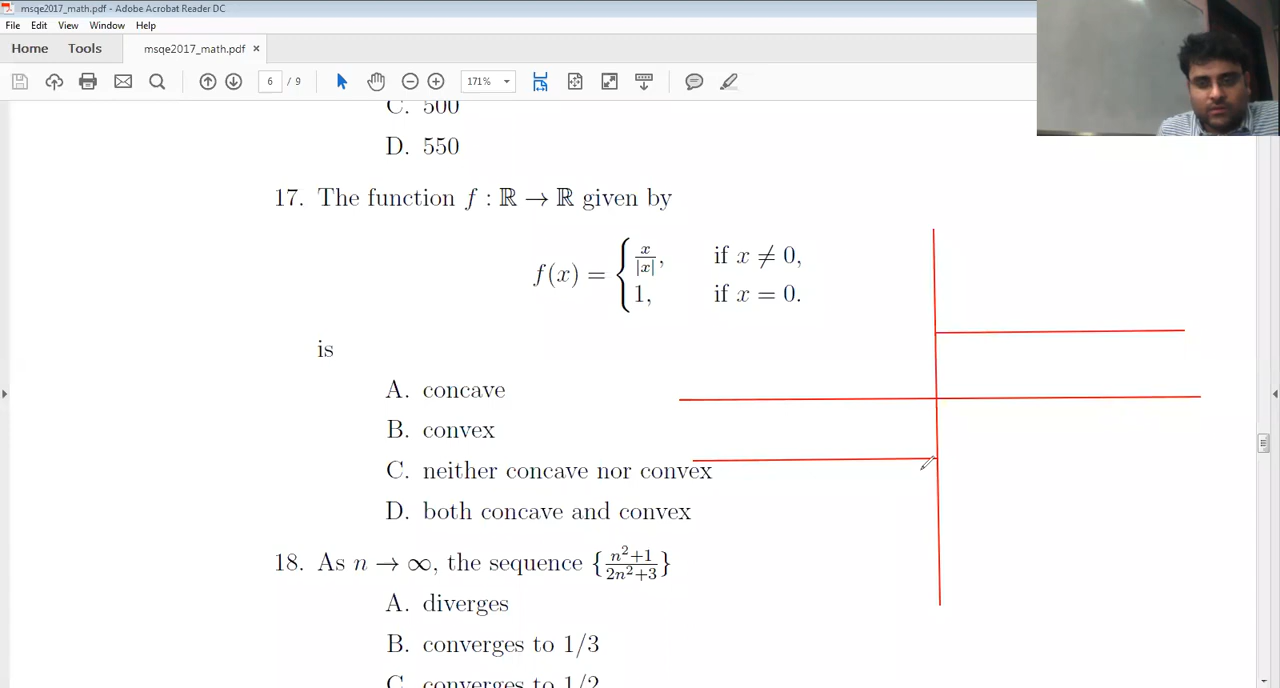 msqe2017_math.pdf - Adobe Acrobat Reader DC
File Edit View Window Help
Home Tools msqe2017_math.pdf ×
6 / 9 171%
C. 500
D. 550
17. The function f : ℝ → ℝ given by
f(x) = { x/|x|, if x ≠ 0,
1, if x = 0.
is
A. concave
B. convex
C. neither concave nor convex
D. both concave and convex
18. As n → ∞, the sequence {n²+1/2n²+3}
A. diverges
B. converges to 1/3
C. converges to 1/2